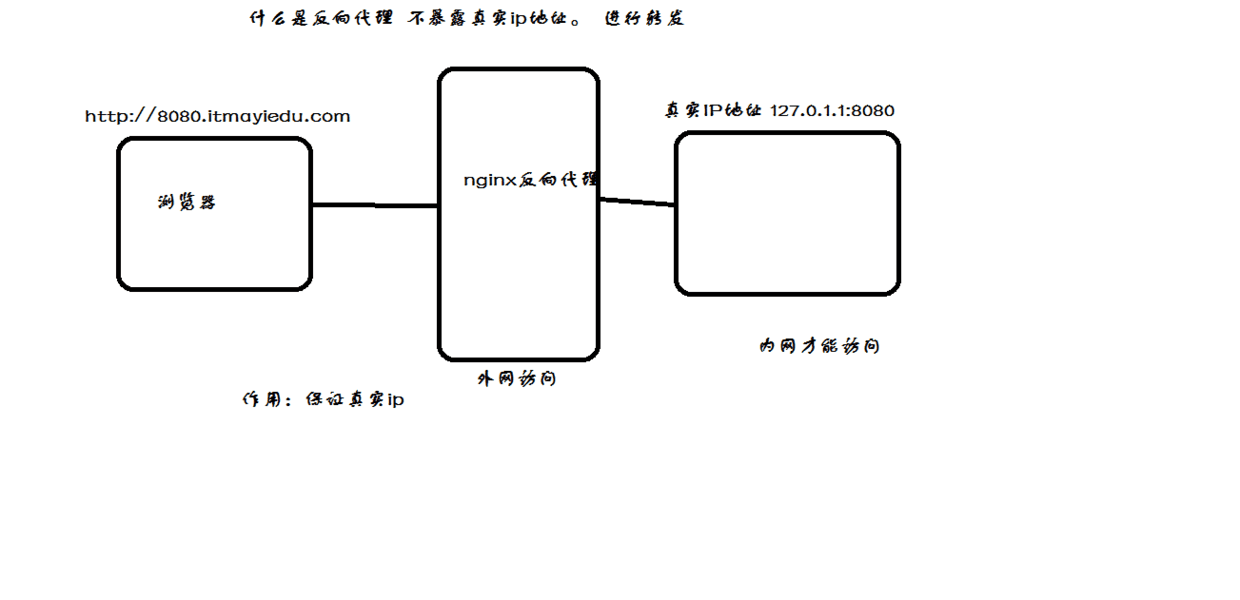 什么是反向代理 不暴露真实ip地址。 进行转发
http://8080.itmayiedu.com
真实IP地址 127.0.1.1:8080
nginx反向代理
浏览器
内网才能访问
外网访问
作用：保证真实ip